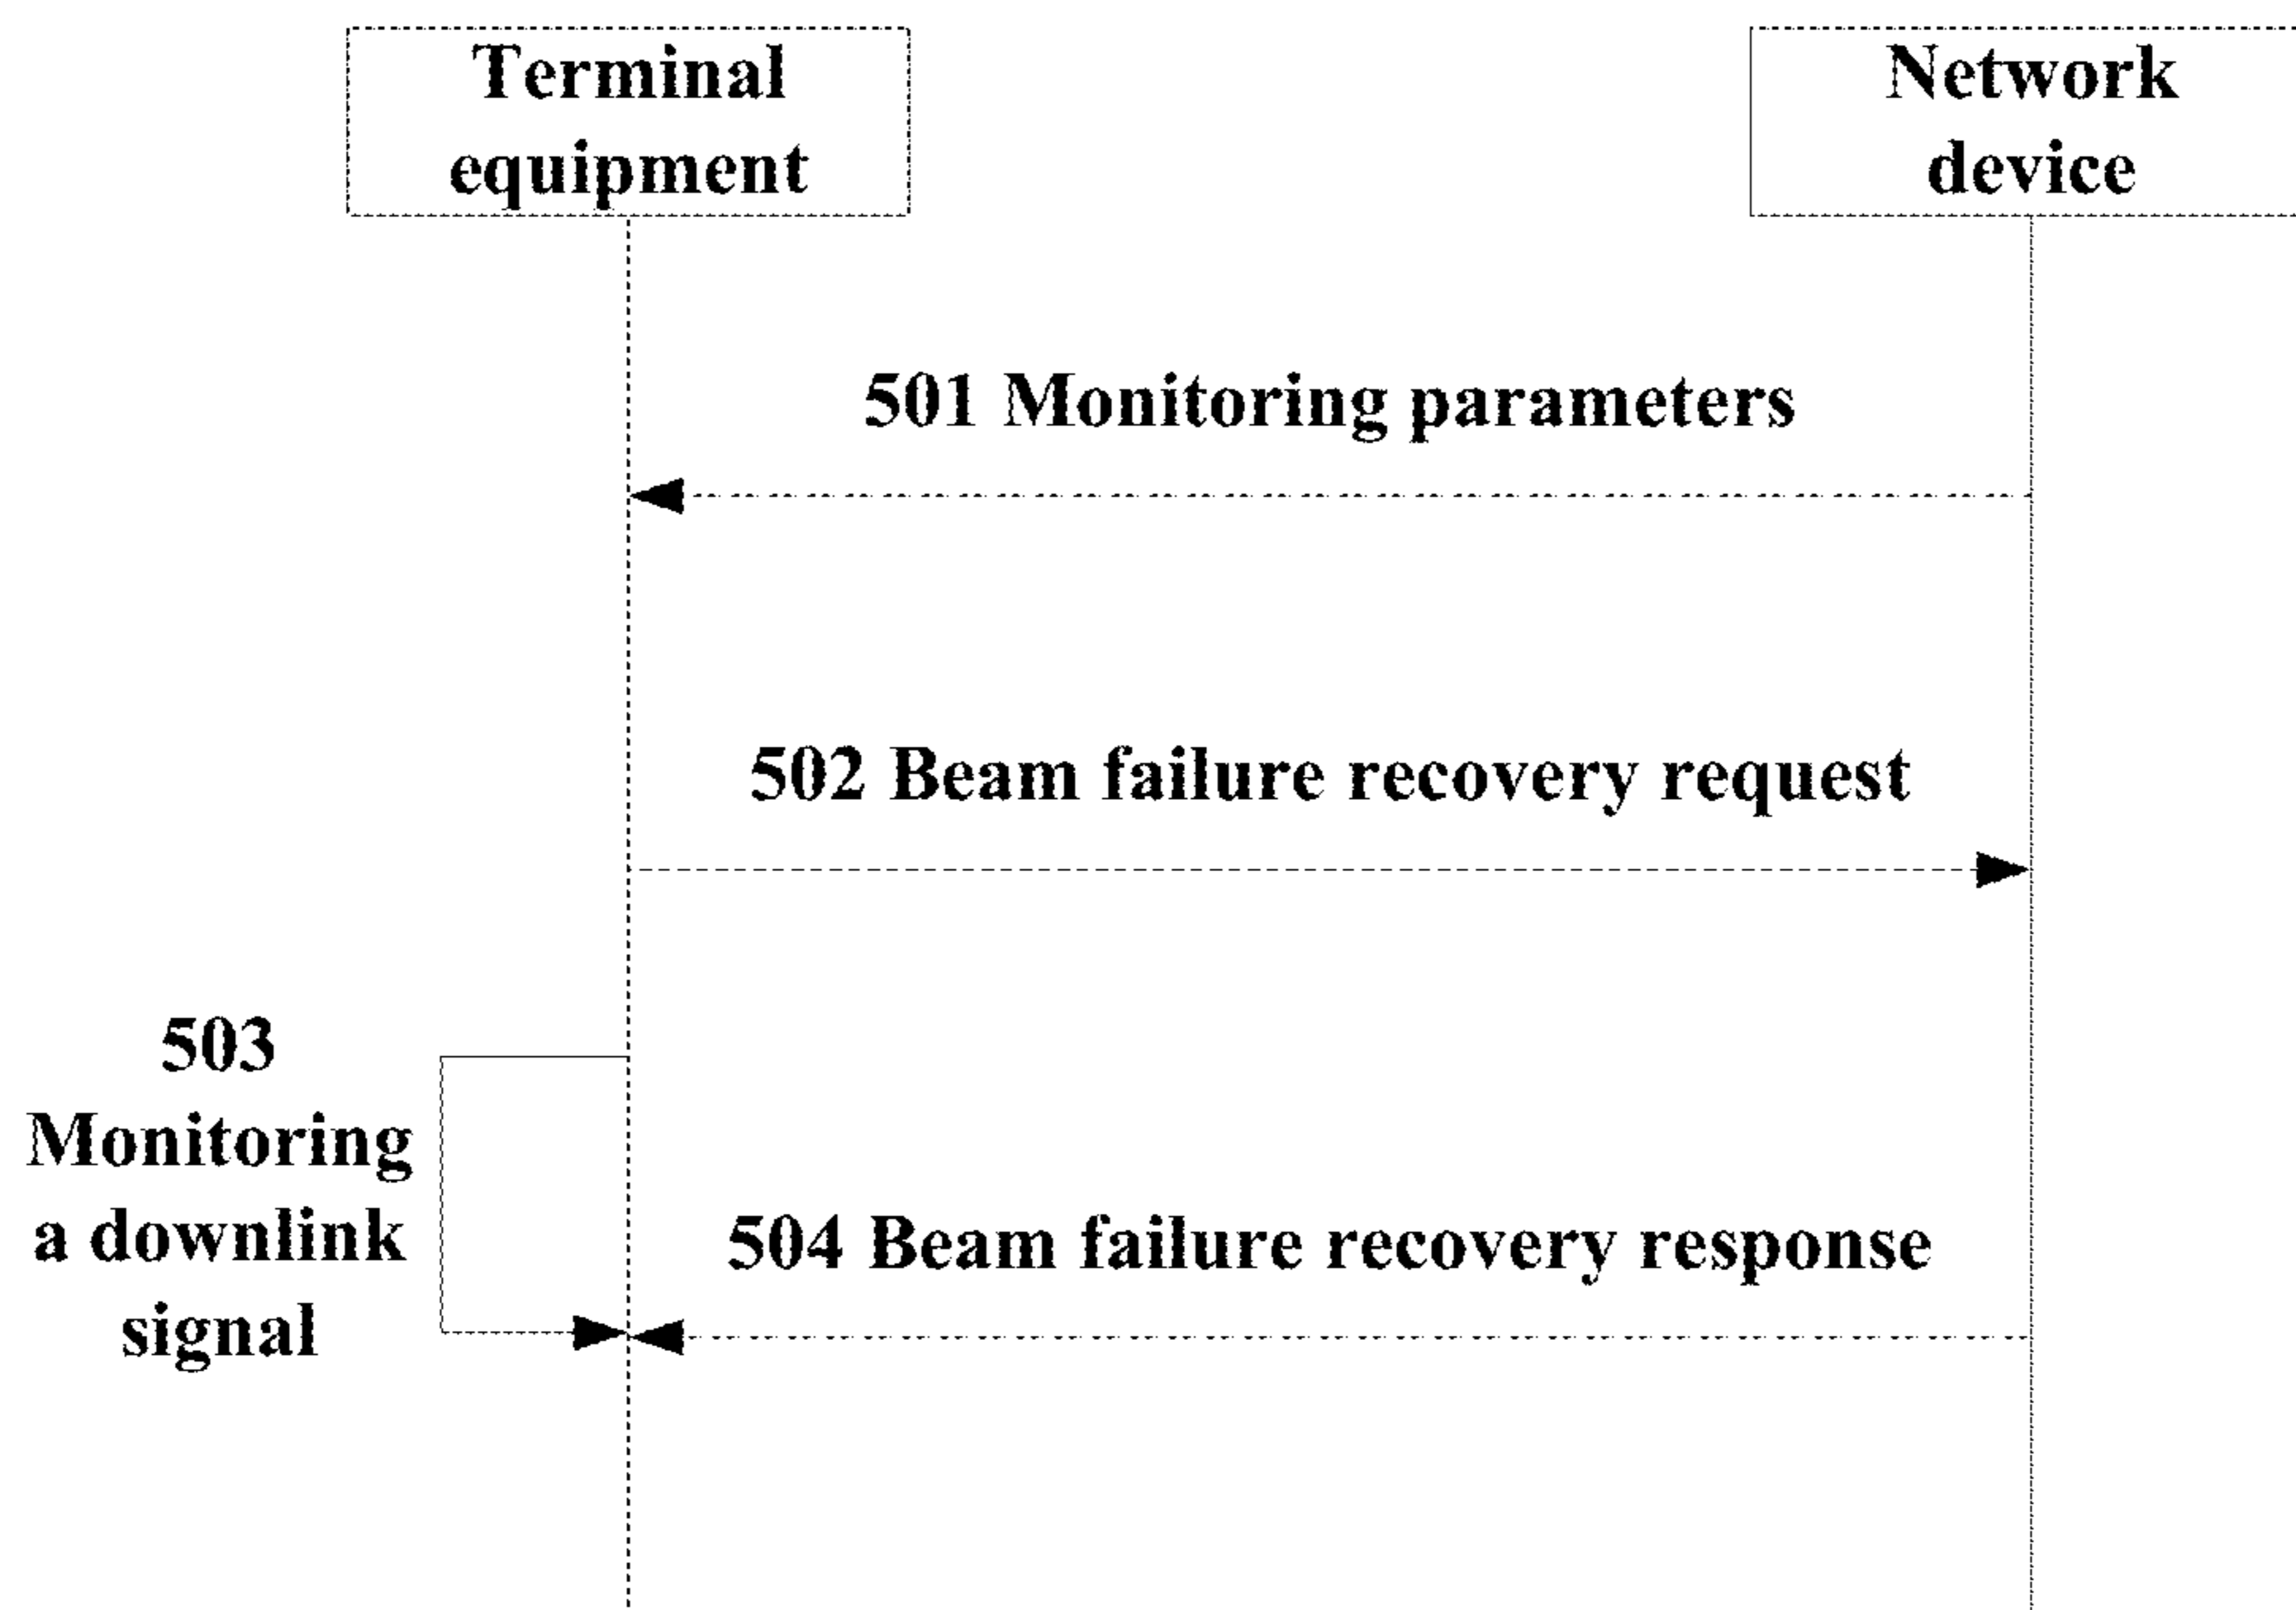 Terminal
equipment
Network
device
501 Monitoring parameters
502 Beam failure recovery request
503
Monitoring
a downlink
signal
504 Beam failure recovery response